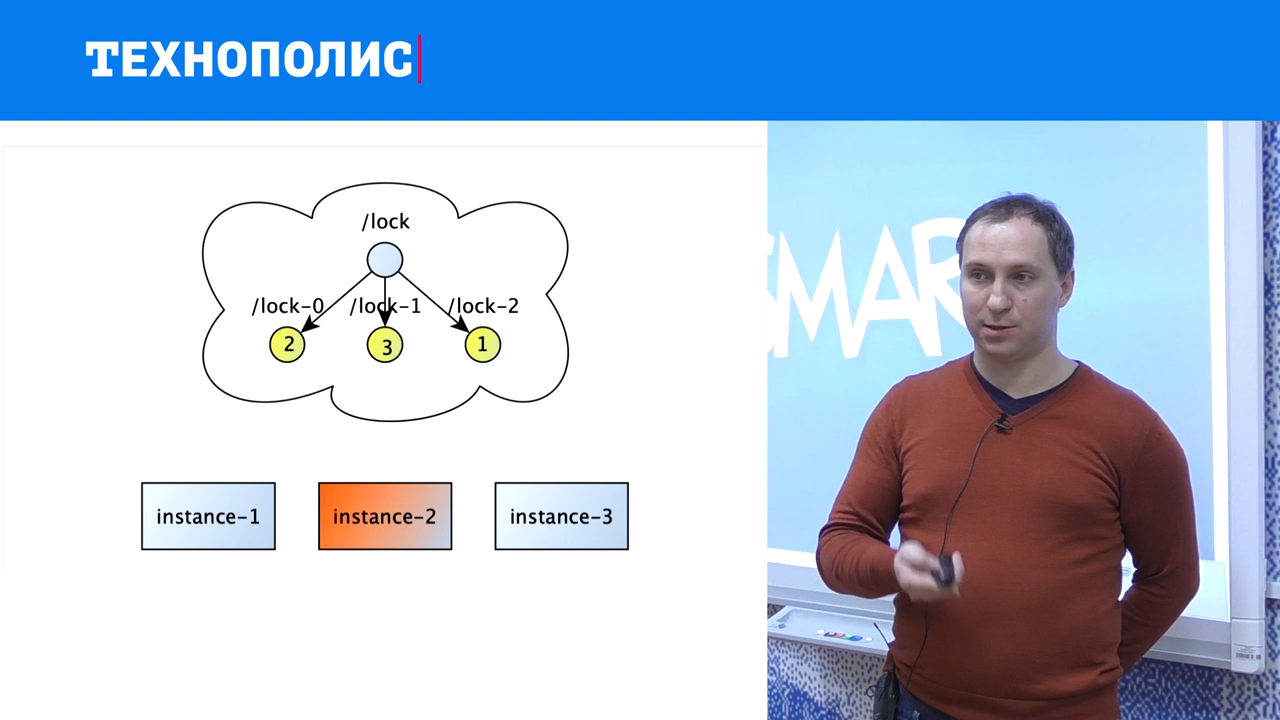 ТЕХНОПОЛИС
/lock
/lock-0 /lock-1 /lock-2
2 3 1
instance-1 instance-2 instance-3
SMAR